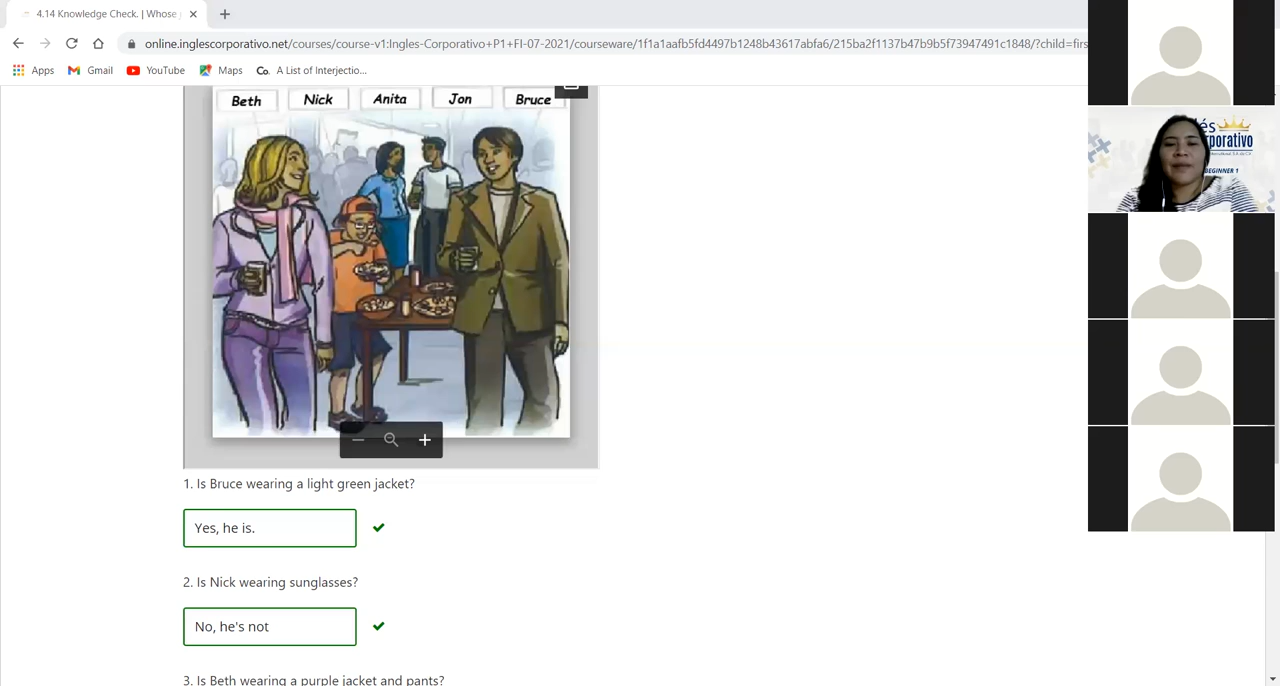 4.14 Knowledge Check. | Whose
online.inglescorporativo.net/courses/course-v1:Ingles-Corporativo+P1+FI-07-2021/courseware/1f1a1aafb5fd4497b1248b43617abfa6/215ba2f1137b47b9b5f73947491c1848/?child=firs
Apps Gmail YouTube Maps Co. A List of Interjectio...
Beth Nick Anita Jon Bruce
és
rporativo
BEGINNER 1
1. Is Bruce wearing a light green jacket?
Yes, he is.
2. Is Nick wearing sunglasses?
No, he's not
3. Is Beth wearing a purple jacket and pants?